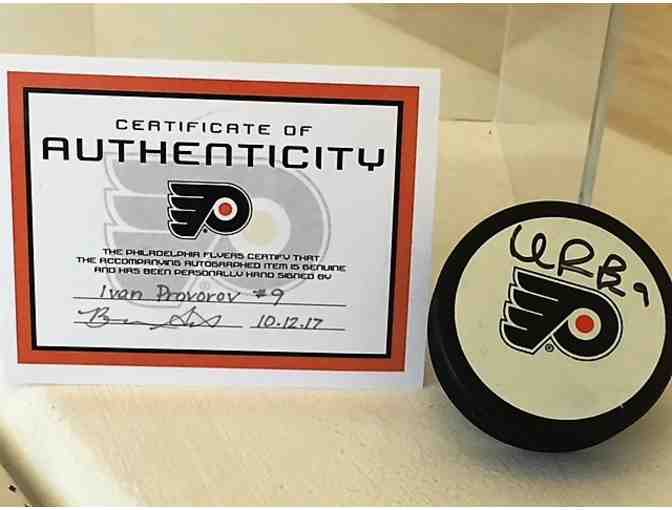 CERTIFICATE OF
AUTHENTICITY
THE PHILADELPHIA FLYERS CERTIFY THAT
THE ACCOMPANYING AUTOGRAPHED ITEM IS GENUINE
AND HAS BEEN PERSONALLY HAND SIGNED BY
Ivan Provorov #9
10.12.17
9
®